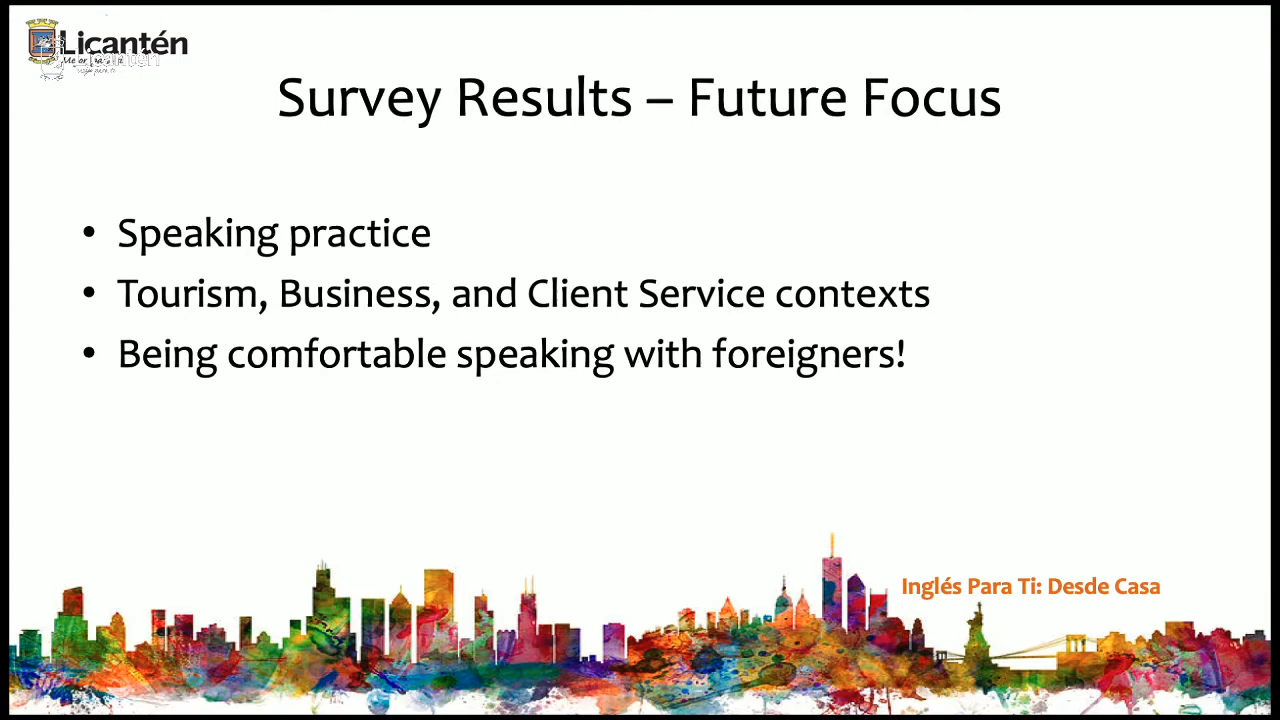 Licantén
Licantén
Survey Results – Future Focus
• Speaking practice
• Tourism, Business, and Client Service contexts
• Being comfortable speaking with foreigners!
Inglés Para Ti: Desde Casa